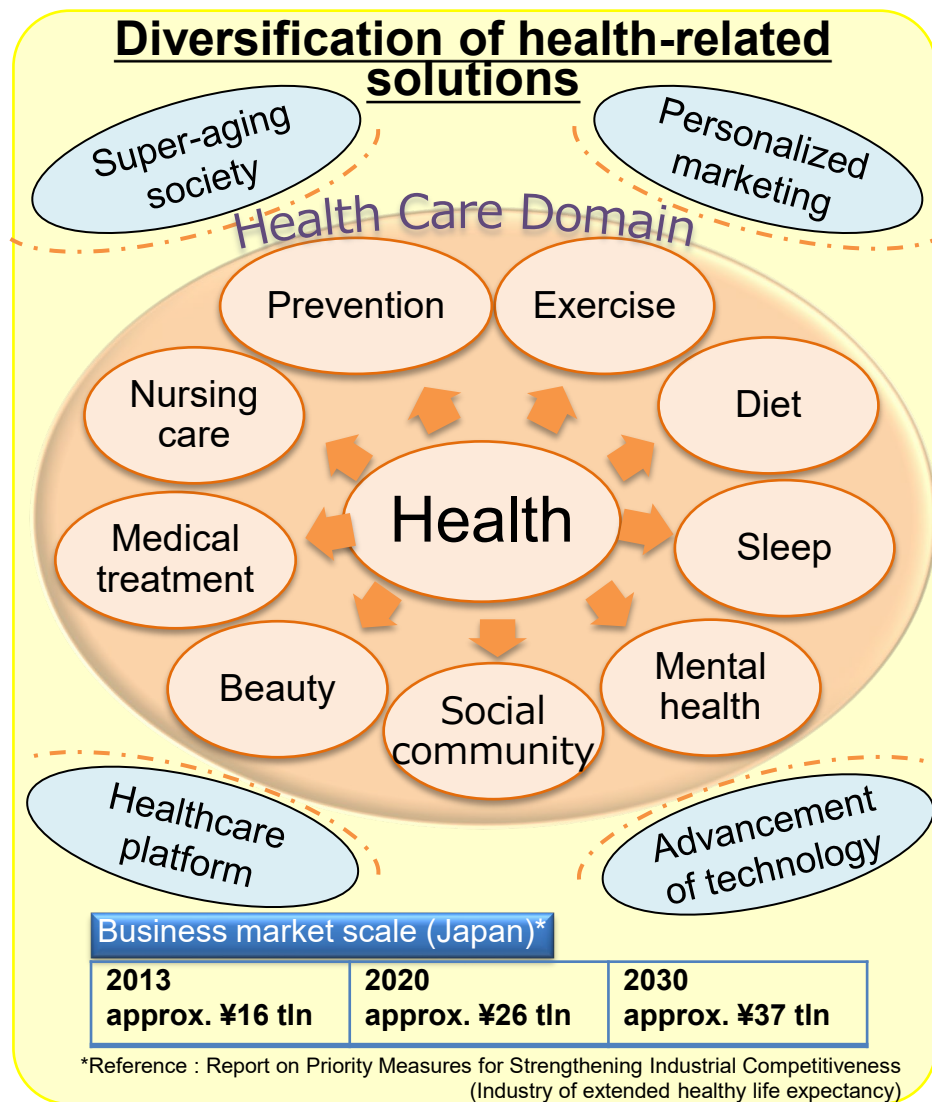 Diversification of health-related
solutions
Super-aging
society
Personalized
marketing
Health Care Domain
Prevention
Exercise
Nursing
care
Diet
Health
Medical
treatment
Sleep
Beauty
Social
community
Mental
health
Healthcare
platform
Advancement
of technology
Business market scale (Japan)*
2013
approx. ¥16 tln
2020
approx. ¥26 tln
2030
approx. ¥37 tln
*Reference : Report on Priority Measures for Strengthening Industrial Competitiveness
(Industry of extended healthy life expectancy)